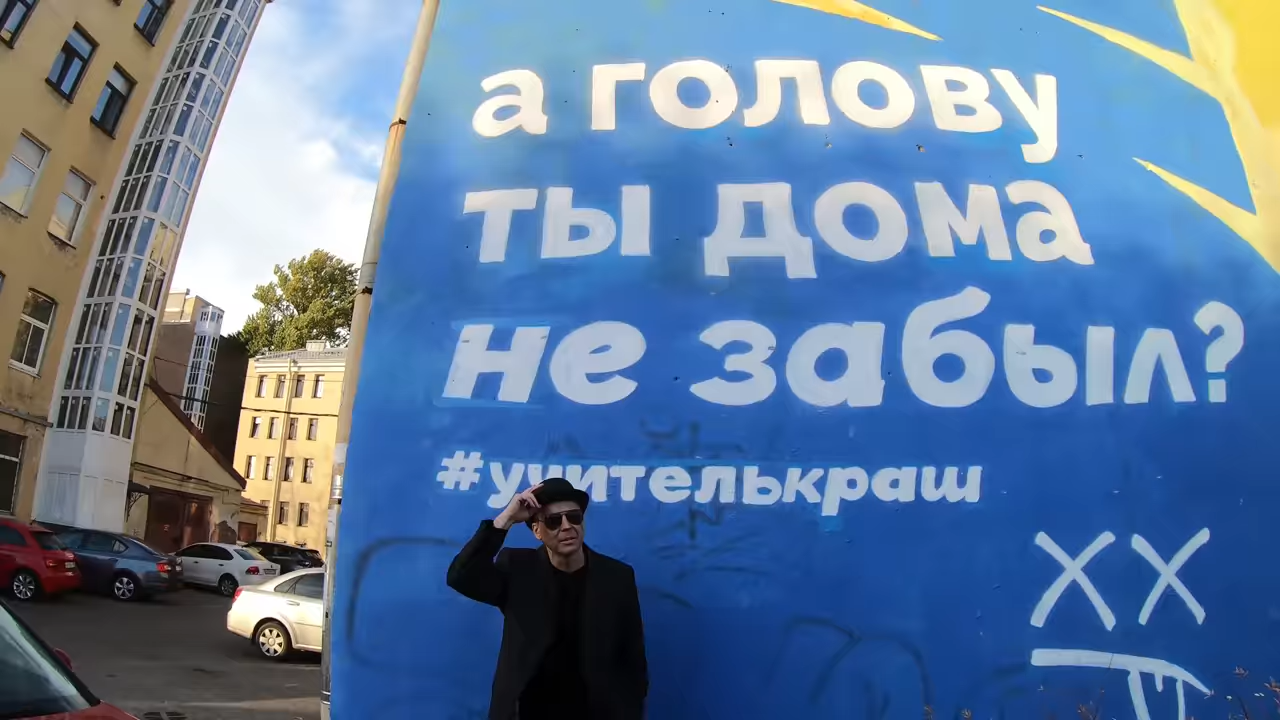 а голову
ты дома
не забыл?
#учителькраш